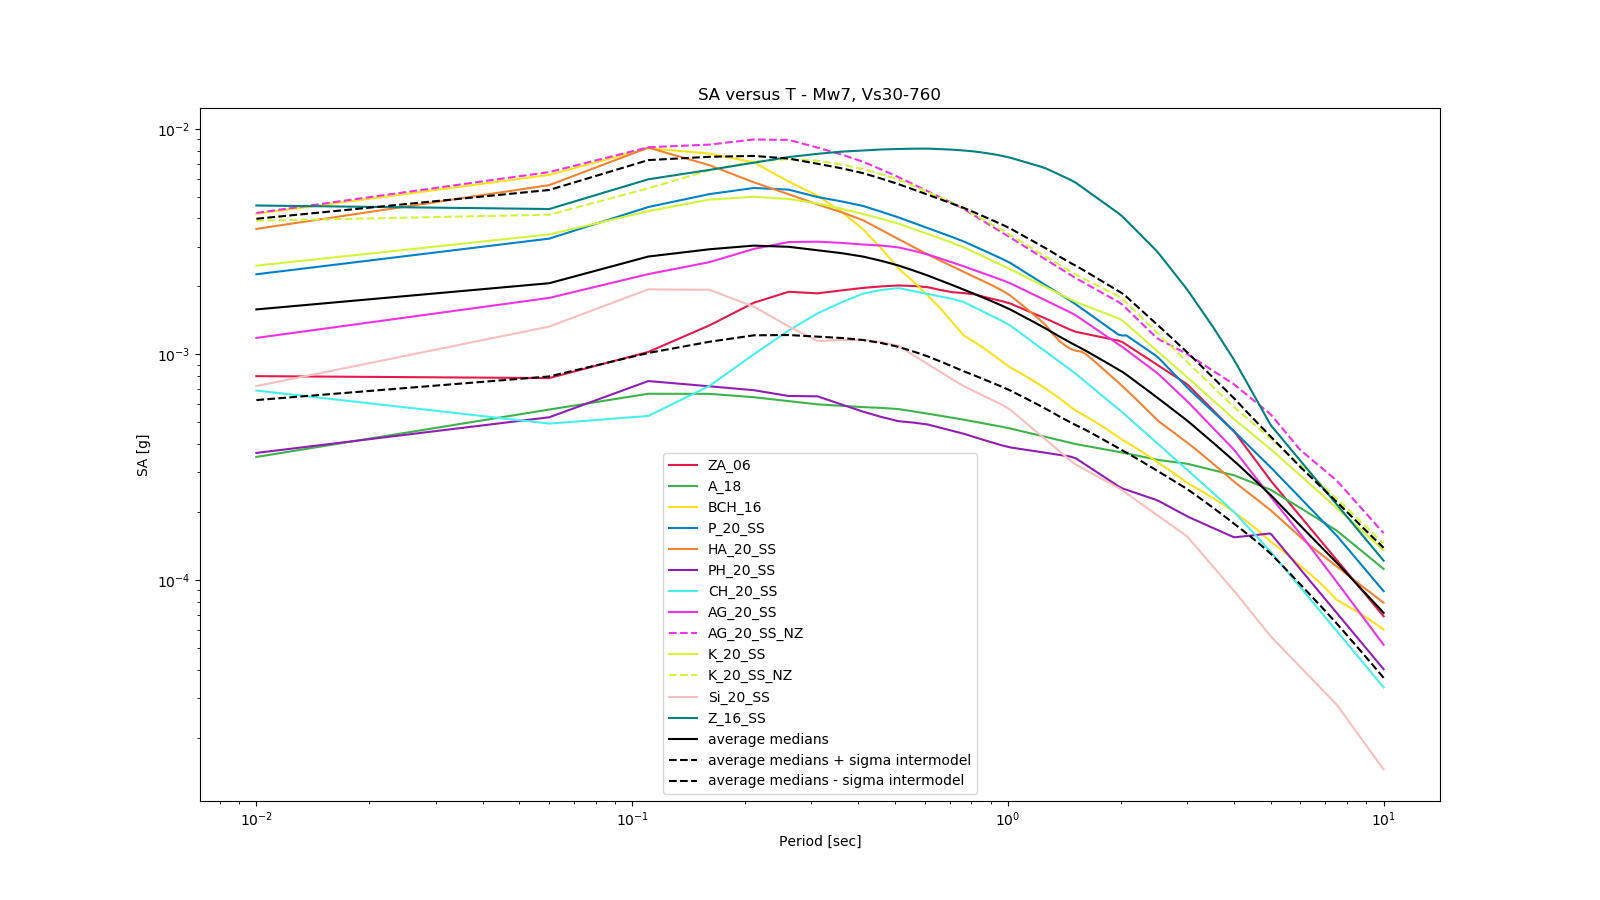 SA versus T - Mw7, Vs30-760
10⁻²
10⁻³
10⁻⁴
SA [g]
ZA_06
A_18
BCH_16
P_20_SS
HA_20_SS
PH_20_SS
CH_20_SS
AG_20_SS
AG_20_SS_NZ
K_20_SS
K_20_SS_NZ
Si_20_SS
Z_16_SS
average medians
average medians + sigma intermodel
average medians - sigma intermodel
10⁻² 10⁻¹ 10⁰ 10¹
Period [sec]